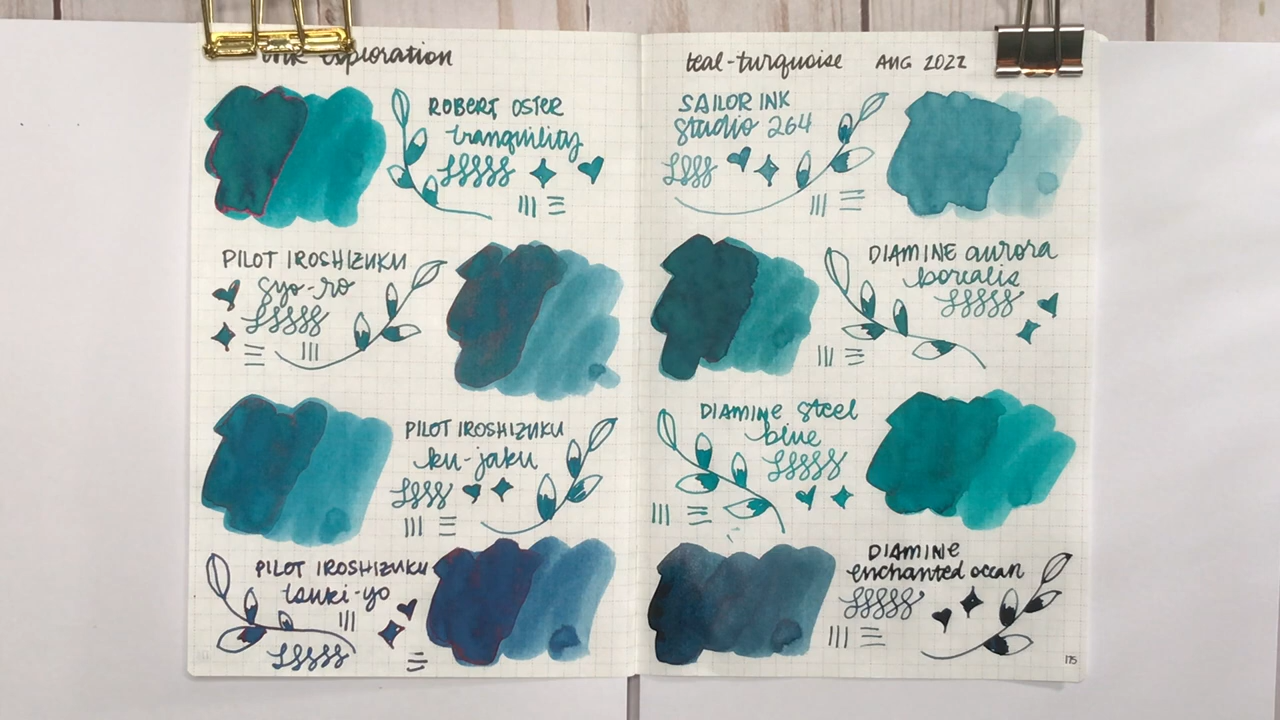 ink exploration
ROBERT OSTER
tranquility
PILOT IROSHIZUKU
syo-ro
PILOT IROSHIZUKU
ku-jaku
PILOT IROSHIZUKU
tsuki-yo
teal-turquoise AUG 2022
SAILOR INK
Studio 264
DIAMINE aurora
borealis
DIAMINE steel
blue
DIAMINE
enchanted ocean
175